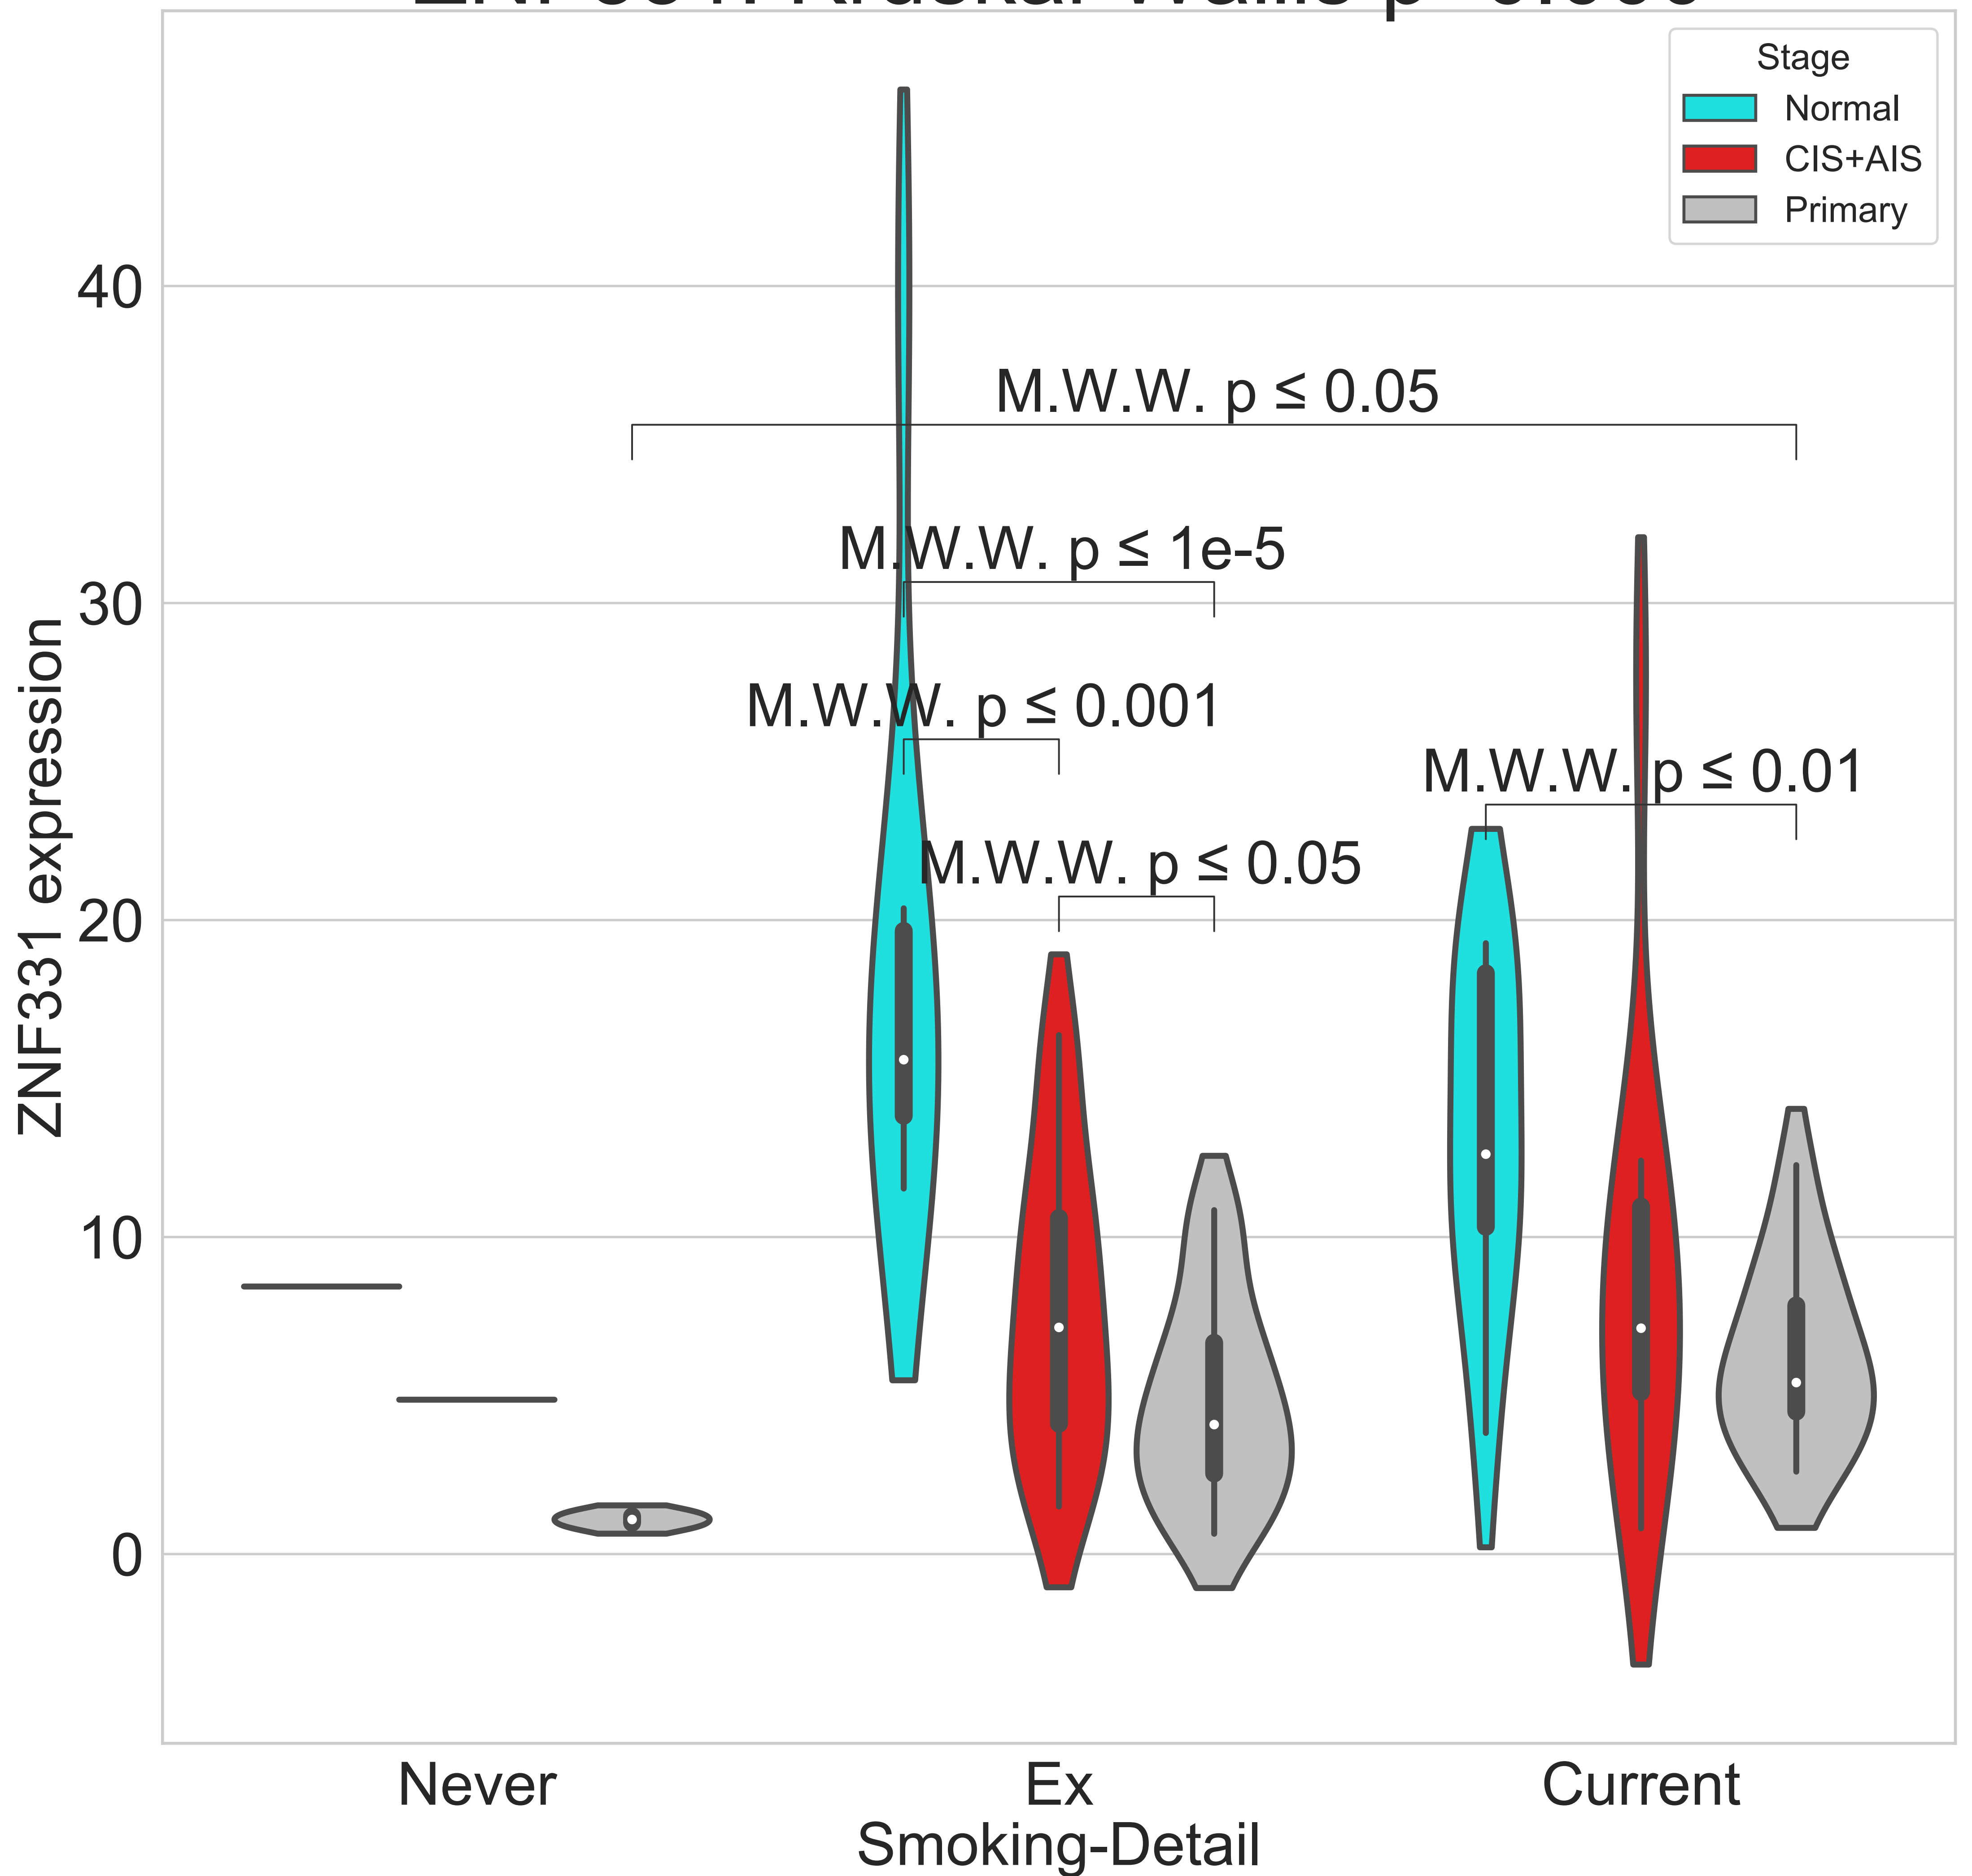 Stage
Normal
CIS+AIS
Primary
40
30
20
10
0
ZNF331 expression
M.W.W. p ≤ 0.05
M.W.W. p ≤ 1e-5
M.W.W. p ≤ 0.001
M.W.W. p ≤ 0.01
M.W.W. p ≤ 0.05
Never
Ex
Current
Smoking-Detail